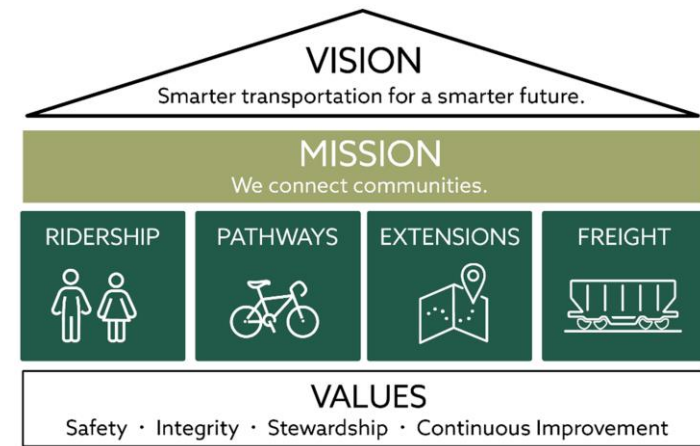 VISION
Smarter transportation for a smarter future.
MISSION
We connect communities.
RIDERSHIP
PATHWAYS
EXTENSIONS
FREIGHT
VALUES
Safety · Integrity · Stewardship · Continuous Improvement